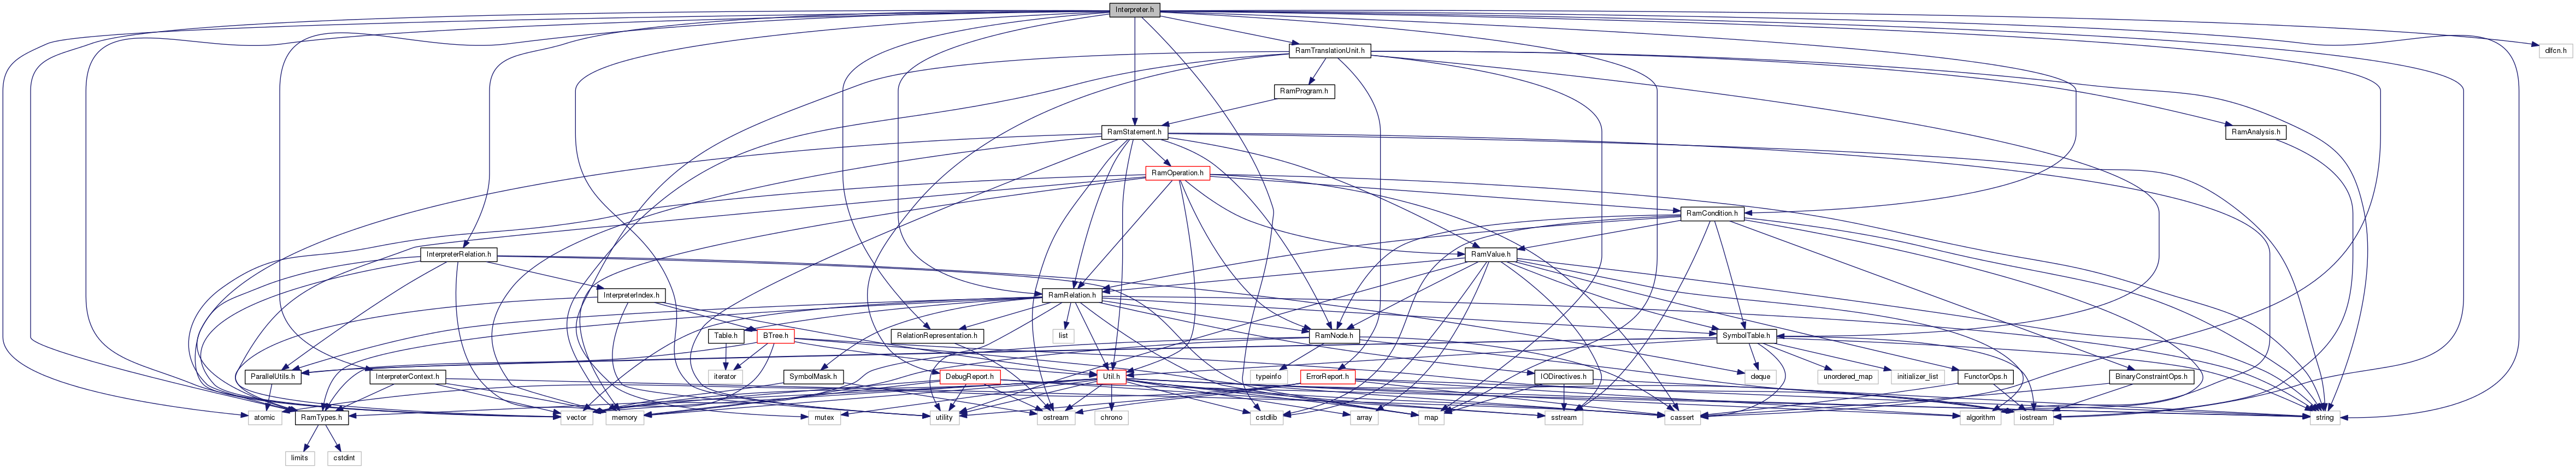 Interpreter.h
RamTranslationUnit.h
dlfcn.h
RamProgram.h
RamStatement.h
RamAnalysis.h
RamOperation.h
RamCondition.h
InterpreterRelation.h
RamValue.h
InterpreterIndex.h
RamRelation.h
Table.h
BTree.h
RelationRepresentation.h
list
RamNode.h
SymbolTable.h
ParallelUtils.h
InterpreterContext.h
iterator
SymbolMask.h
DebugReport.h
Util.h
typeinfo
ErrorReport.h
IODirectives.h
deque
unordered_map
initializer_list
FunctorOps.h
BinaryConstraintOps.h
atomic
RamTypes.h
vector
memory
mutex
utility
ostream
chrono
cstdlib
array
map
sstream
cassert
algorithm
iostream
string
limits
cstdint